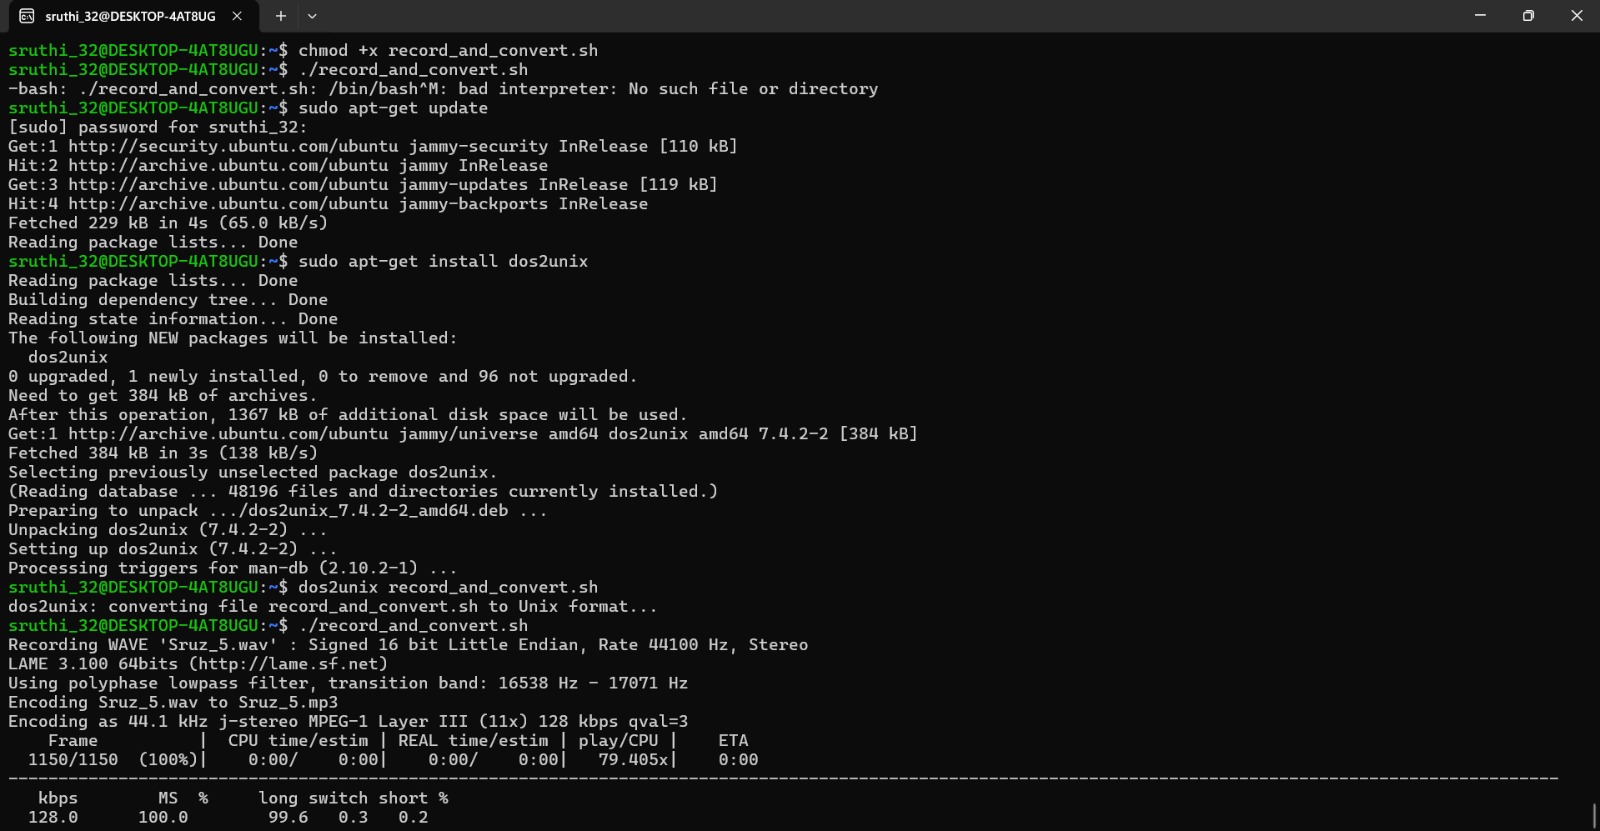 sruthi_32@DESKTOP-4AT8UG
sruthi_32@DESKTOP-4AT8UGU:~$ chmod +x record_and_convert.sh
sruthi_32@DESKTOP-4AT8UGU:~$ ./record_and_convert.sh
-bash: ./record_and_convert.sh: /bin/bash^M: bad interpreter: No such file or directory
sruthi_32@DESKTOP-4AT8UGU:~$ sudo apt-get update
[sudo] password for sruthi_32:
Get:1 http://security.ubuntu.com/ubuntu jammy-security InRelease [110 kB]
Hit:2 http://archive.ubuntu.com/ubuntu jammy InRelease
Get:3 http://archive.ubuntu.com/ubuntu jammy-updates InRelease [119 kB]
Hit:4 http://archive.ubuntu.com/ubuntu jammy-backports InRelease
Fetched 229 kB in 4s (65.0 kB/s)
Reading package lists... Done
sruthi_32@DESKTOP-4AT8UGU:~$ sudo apt-get install dos2unix
Reading package lists... Done
Building dependency tree... Done
Reading state information... Done
The following NEW packages will be installed:
  dos2unix
0 upgraded, 1 newly installed, 0 to remove and 96 not upgraded.
Need to get 384 kB of archives.
After this operation, 1367 kB of additional disk space will be used.
Get:1 http://archive.ubuntu.com/ubuntu jammy/universe amd64 dos2unix amd64 7.4.2-2 [384 kB]
Fetched 384 kB in 3s (138 kB/s)
Selecting previously unselected package dos2unix.
(Reading database ... 48196 files and directories currently installed.)
Preparing to unpack .../dos2unix_7.4.2-2_amd64.deb ...
Unpacking dos2unix (7.4.2-2) ...
Setting up dos2unix (7.4.2-2) ...
Processing triggers for man-db (2.10.2-1) ...
sruthi_32@DESKTOP-4AT8UGU:~$ dos2unix record_and_convert.sh
dos2unix: converting file record_and_convert.sh to Unix format...
sruthi_32@DESKTOP-4AT8UGU:~$ ./record_and_convert.sh
Recording WAVE 'Sruz_5.wav' : Signed 16 bit Little Endian, Rate 44100 Hz, Stereo
LAME 3.100 64bits (http://lame.sf.net)
Using polyphase lowpass filter, transition band: 16538 Hz - 17071 Hz
Encoding Sruz_5.wav to Sruz_5.mp3
Encoding as 44.1 kHz j-stereo MPEG-1 Layer III (11x) 128 kbps qval=3
    Frame          |  CPU time/estim | REAL time/estim | play/CPU |    ETA
  1150/1150  (100%)|    0:00/    0:00|    0:00/    0:00|   79.405x|    0:00
-----------------------------------------------------------------------------------------------------------------------------------------------------------
   kbps        MS  %     long switch short %
  128.0      100.0        99.6   0.3   0.2